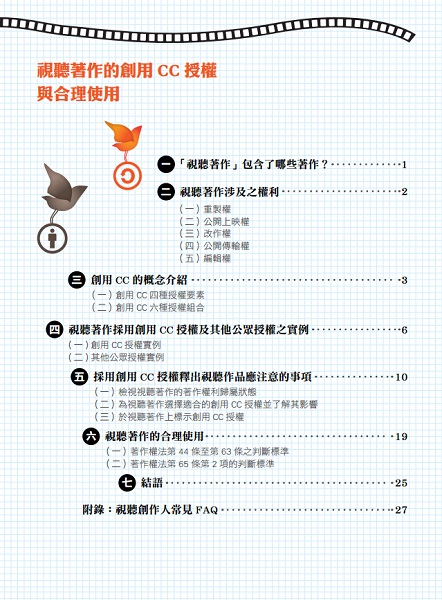 視聽著作的創用 CC 授權
與合理使用
一 「視聽著作」包含了哪些著作？‧‧‧‧‧‧‧‧‧‧‧‧1
二 視聽著作涉及之權利‧‧‧‧‧‧‧‧‧‧‧‧‧‧‧‧‧‧‧‧2
（一）重製權
（二）公開上映權
（三）改作權
（四）公開傳輸權
（五）編輯權
三 創用 CC 的概念介紹‧‧‧‧‧‧‧‧‧‧‧‧‧‧‧‧‧‧‧‧3
（一）創用 CC 四種授權要素
（二）創用 CC 六種授權組合
四 視聽著作採用創用 CC 授權及其他公眾授權之實例‧‧‧‧‧‧‧‧‧‧‧‧6
（一）創用 CC 授權實例
（二）其他公眾授權實例
五 採用創用 CC 授權釋出視聽作品應注意的事項‧‧‧‧‧‧‧‧‧‧‧‧10
（一）檢視視聽著作的著作權利歸屬狀態
（二）為視聽著作選擇適合的創用 CC 授權並了解其影響
（三）於視聽著作上標示創用 CC 授權
六 視聽著作的合理使用‧‧‧‧‧‧‧‧‧‧‧‧‧‧‧‧‧‧‧‧19
（一）著作權法第 44 條至第 63 條之判斷標準
（二）著作權法第 65 條第 2 項的判斷標準
七 結語‧‧‧‧‧‧‧‧‧‧‧‧‧‧‧‧‧‧‧‧25
附錄：視聽創作人常見 FAQ‧‧‧‧‧‧‧‧‧‧‧‧‧‧‧‧‧‧‧‧27